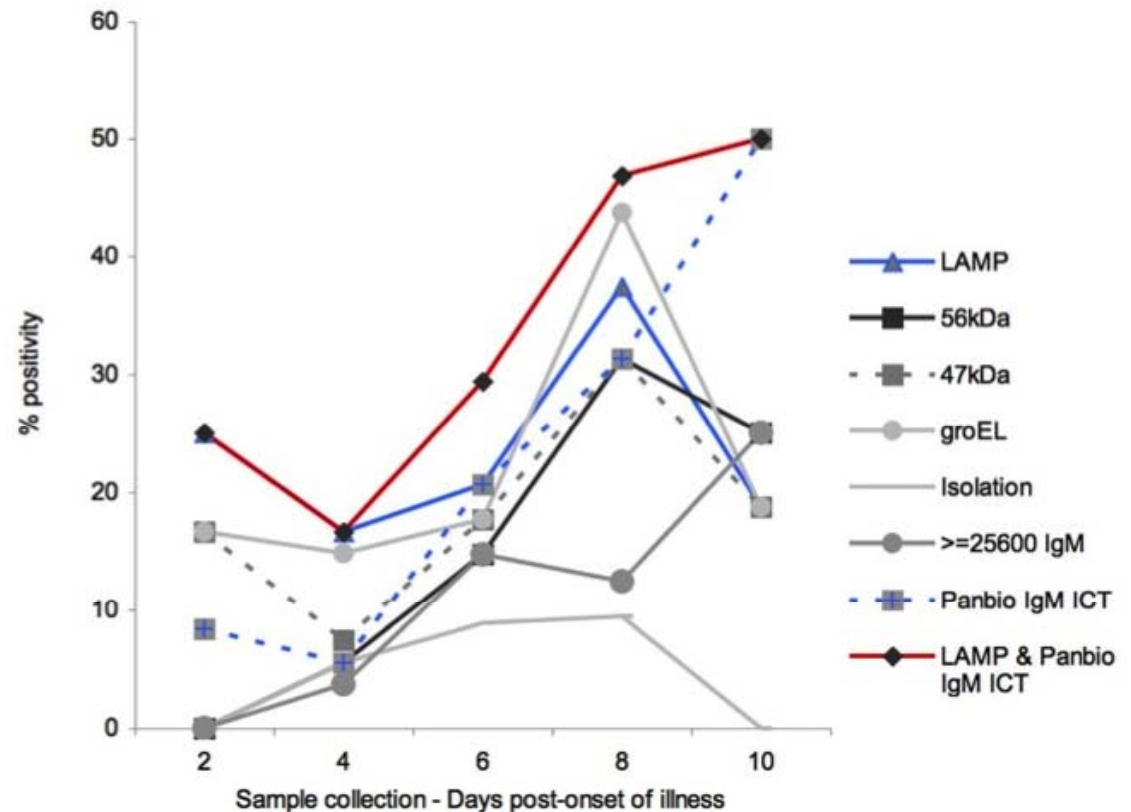 60
50
40
30
20
10
0
% positivity
2 4 6 8 10
Sample collection - Days post-onset of illness
LAMP
56kDa
47kDa
groEL
Isolation
>=25600 IgM
Panbio IgM ICT
LAMP & Panbio
IgM ICT